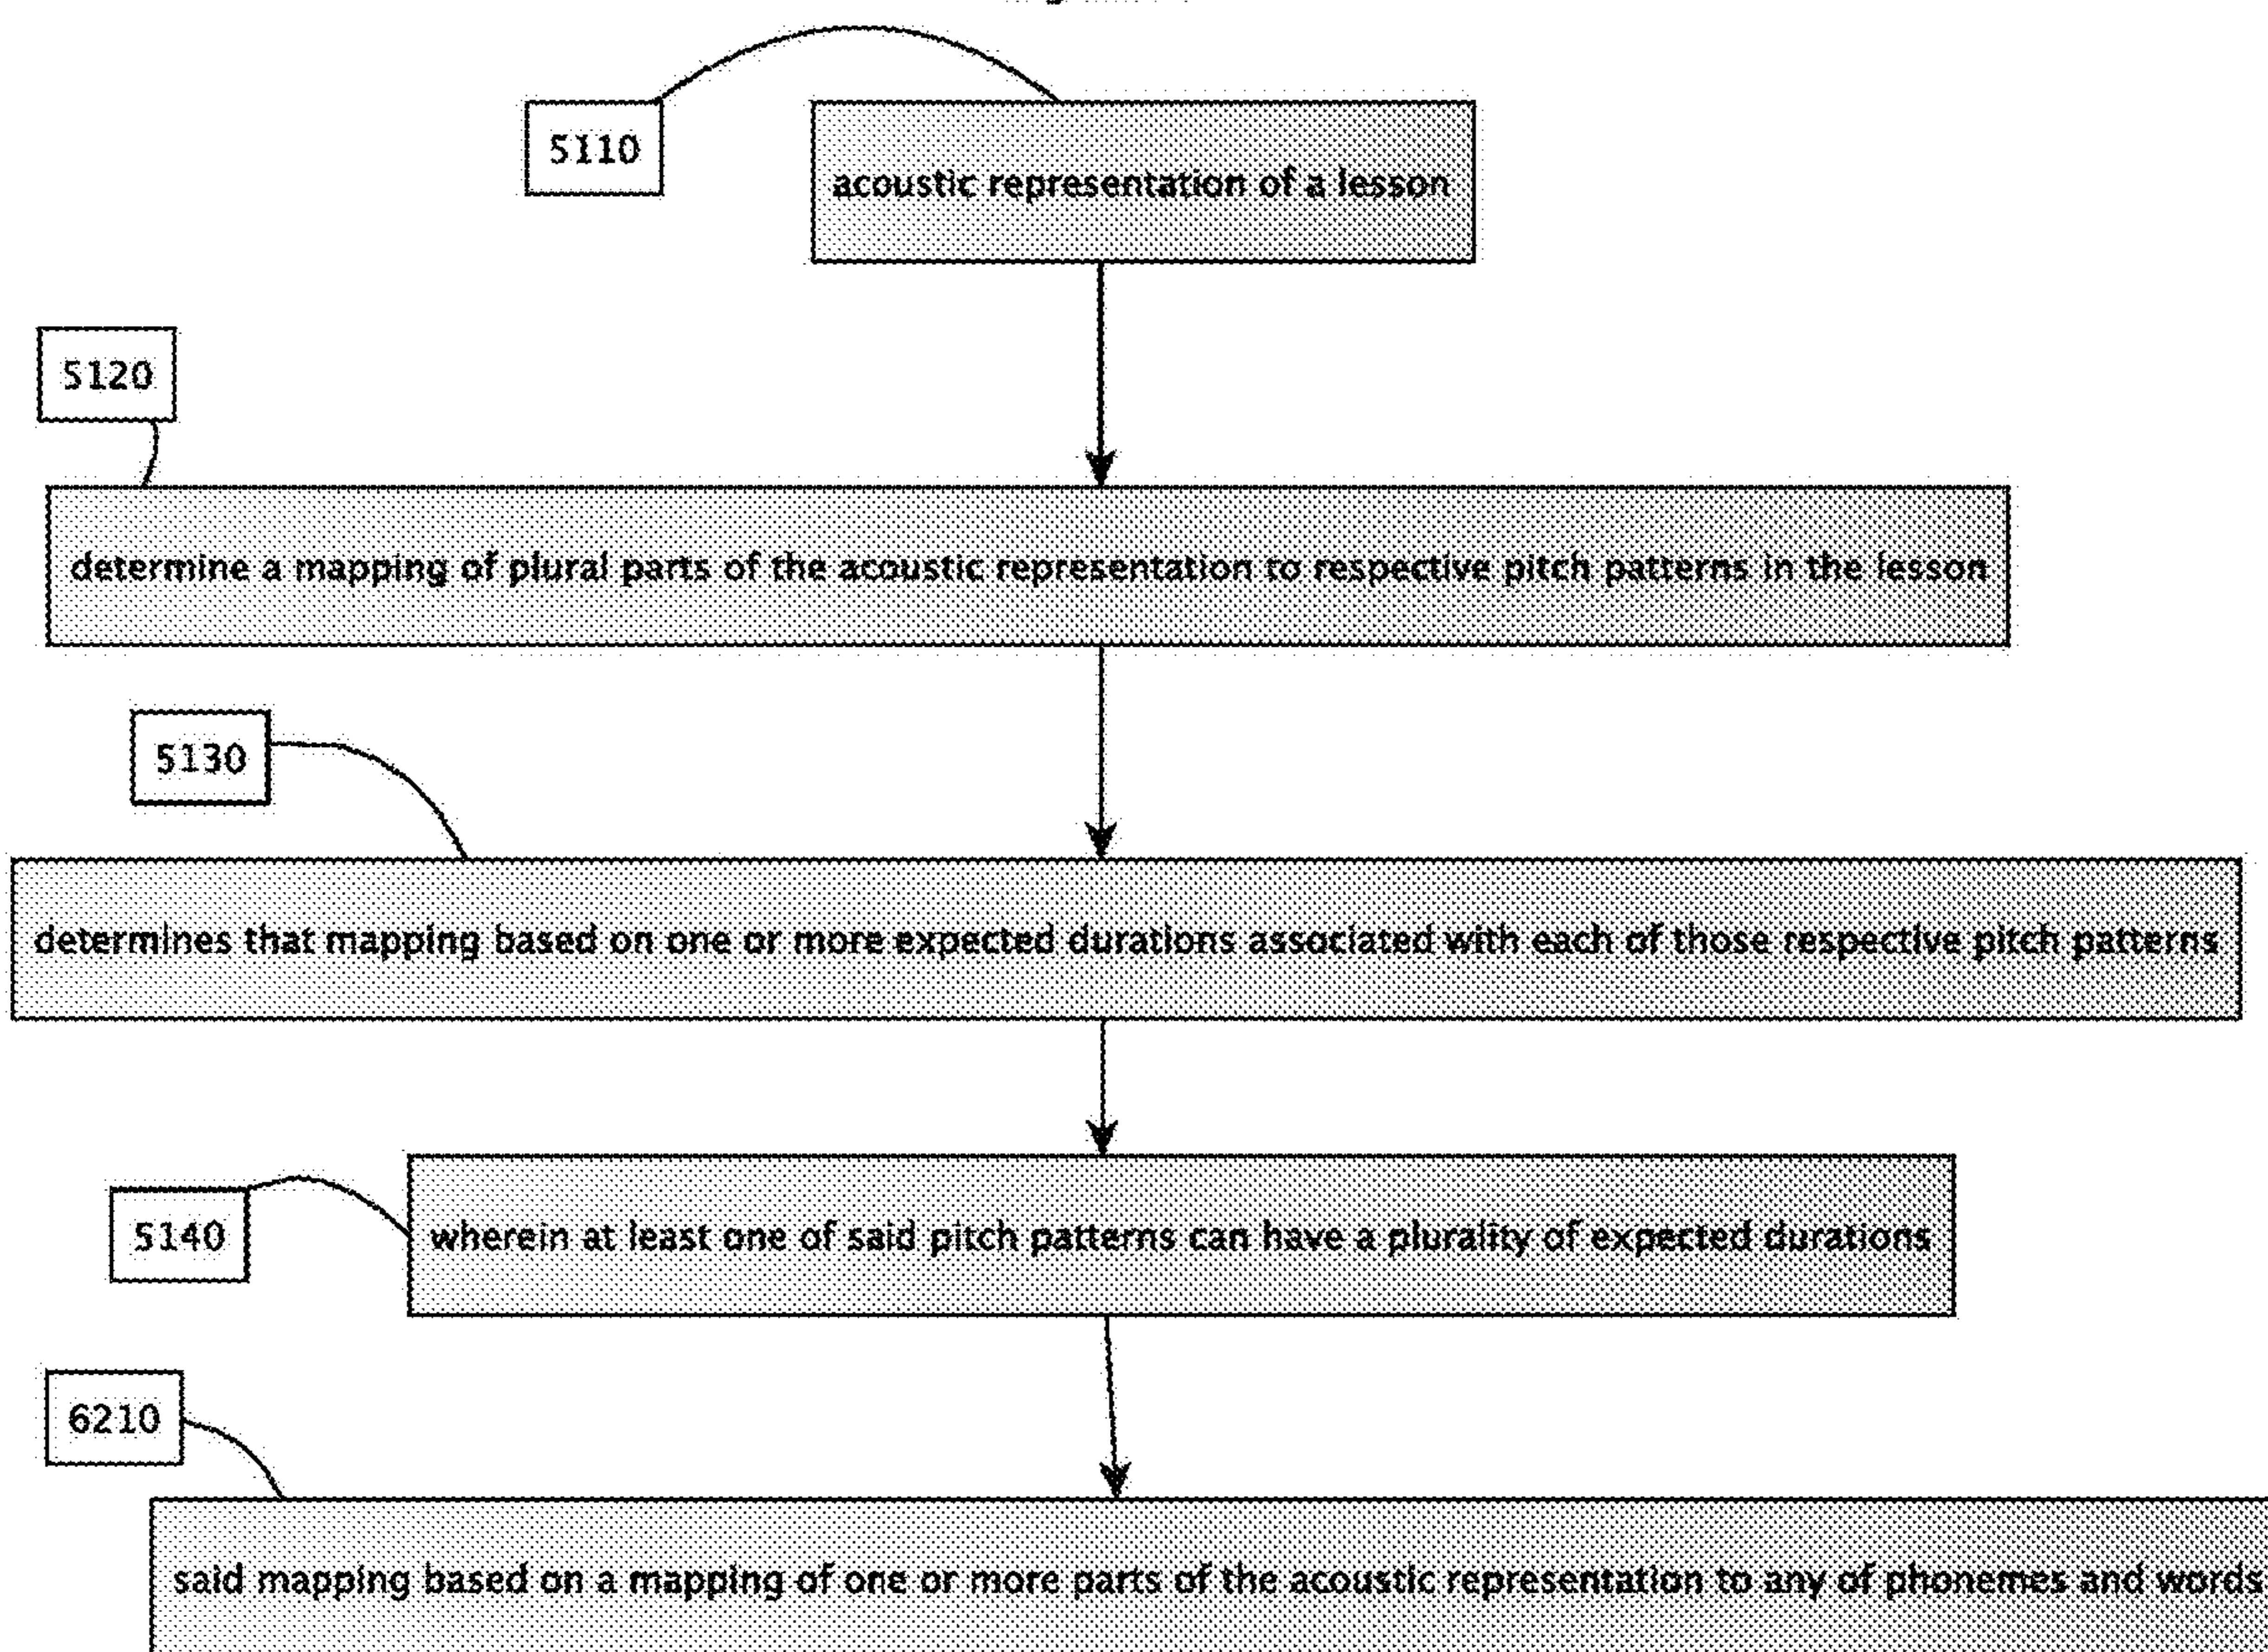 5110
acoustic representation of a lesson
5120
determine a mapping of plural parts of the acoustic representation to respective pitch patterns in the lesson
5130
determines that mapping based on one or more expected durations associated with each of those respective pitch patterns
5140
wherein at least one of said pitch patterns can have a plurality of expected durations
6210
said mapping based on a mapping of one or more parts of the acoustic representation to any of phonemes and words